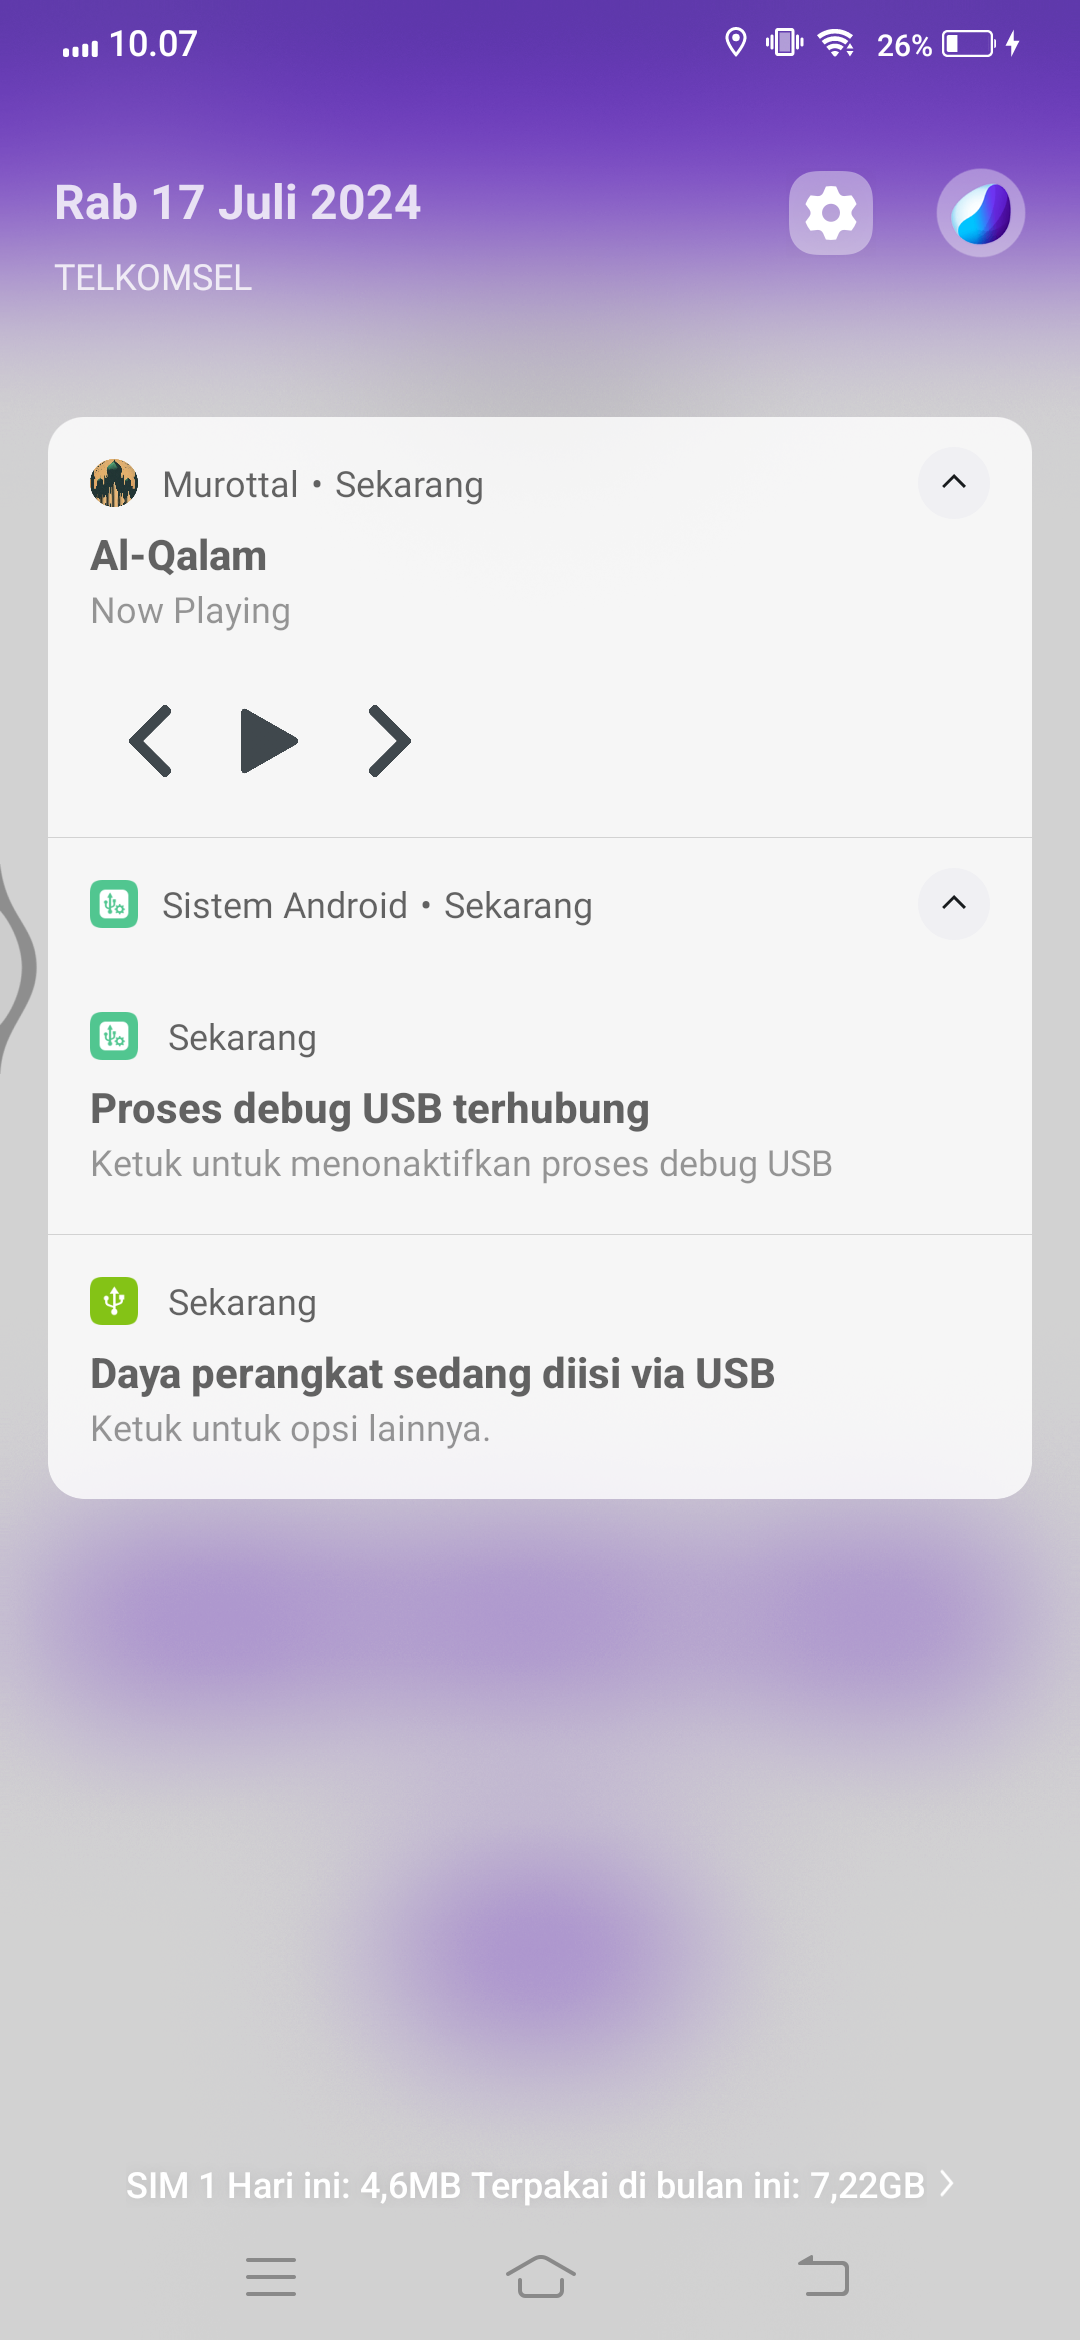 10.07
26%
Rab 17 Juli 2024
TELKOMSEL
Murottal • Sekarang
Al-Qalam
Now Playing
Sistem Android • Sekarang
Sekarang
Proses debug USB terhubung
Ketuk untuk menonaktifkan proses debug USB
Sekarang
Daya perangkat sedang diisi via USB
Ketuk untuk opsi lainnya.
SIM 1 Hari ini: 4,6MB Terpakai di bulan ini: 7,22GB